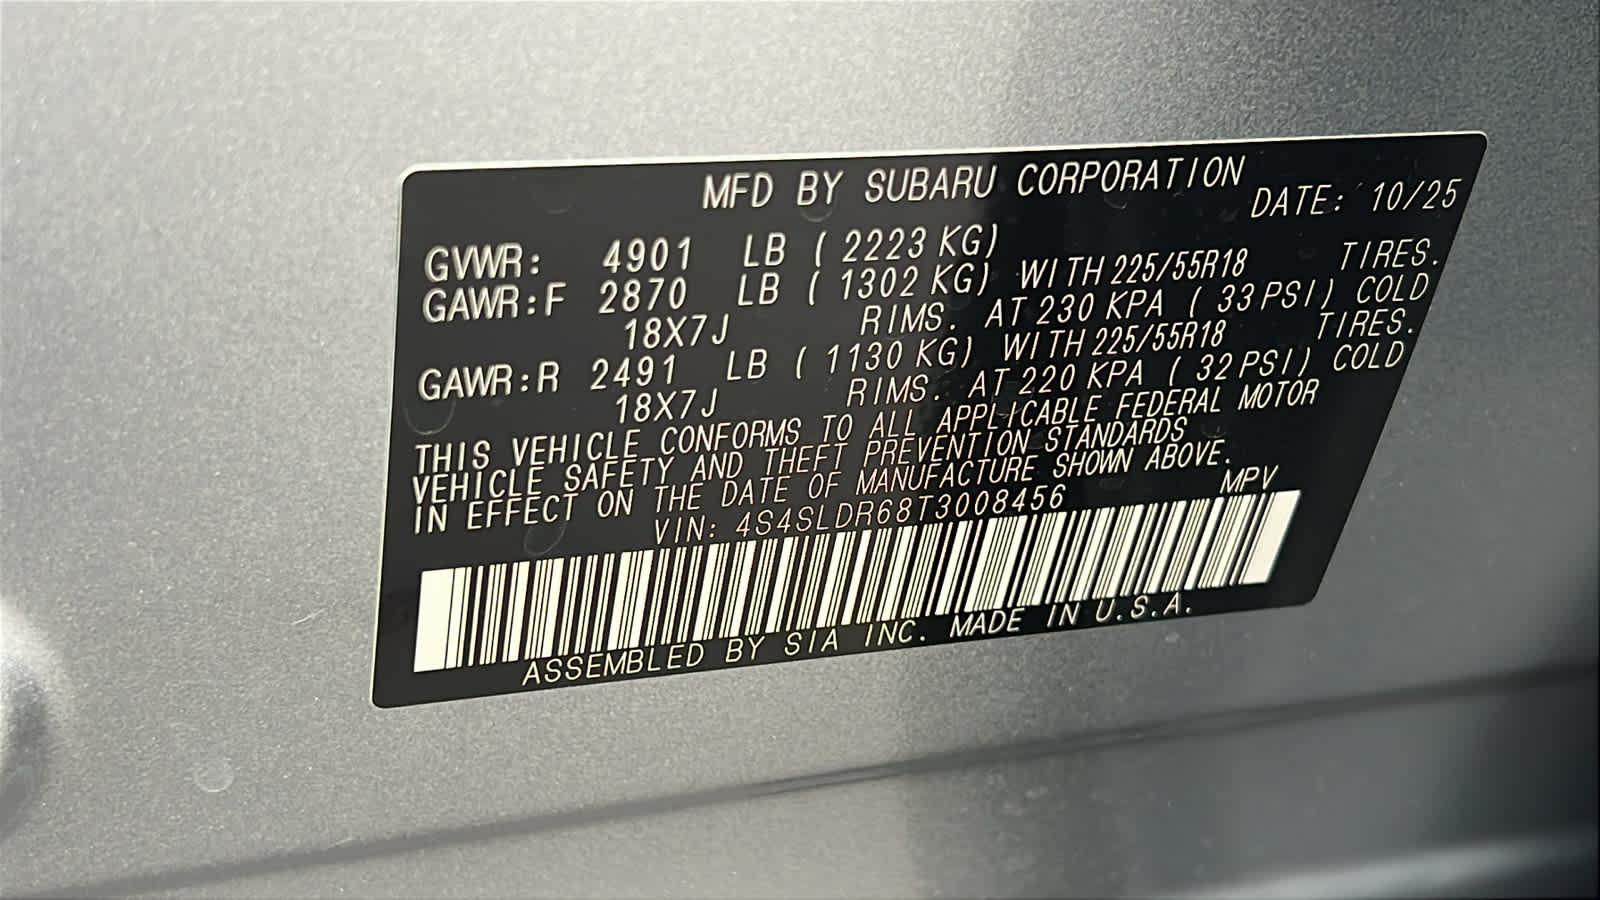 MFD BY SUBARU CORPORATION
DATE: 10/25
GVWR: 4901 LB ( 2223 KG)
GAWR:F 2870 LB ( 1302 KG) WITH 225/55R18 TIRES.
18X7J RIMS. AT 230 KPA ( 33 PSI) COLD
GAWR:R 2491 LB ( 1130 KG) WITH 225/55R18 TIRES.
18X7J RIMS. AT 220 KPA ( 32 PSI) COLD
THIS VEHICLE CONFORMS TO ALL APPLICABLE FEDERAL MOTOR
VEHICLE SAFETY AND THEFT PREVENTION STANDARDS
IN EFFECT ON THE DATE OF MANUFACTURE SHOWN ABOVE.
VIN: 4S4SLDR68T3008456 MPV
ASSEMBLED BY SIA INC. MADE IN U.S.A.